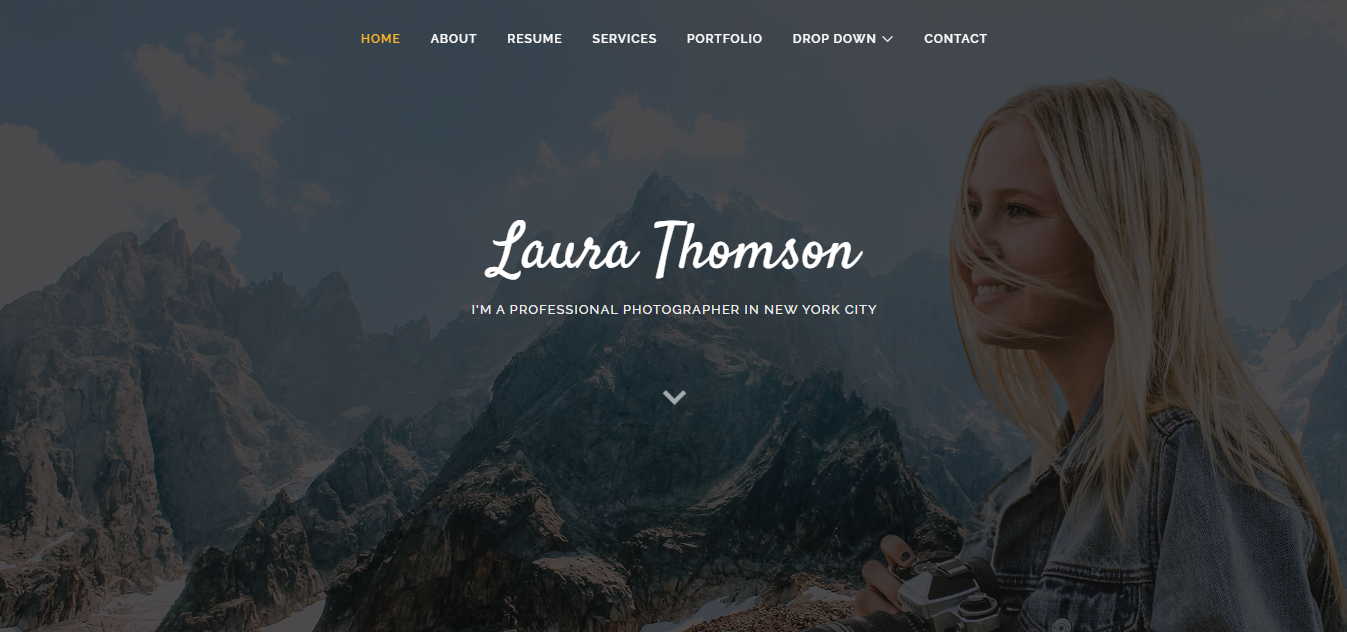 HOME ABOUT RESUME SERVICES PORTFOLIO DROP DOWN CONTACT
Laura Thomson
I'M A PROFESSIONAL PHOTOGRAPHER IN NEW YORK CITY